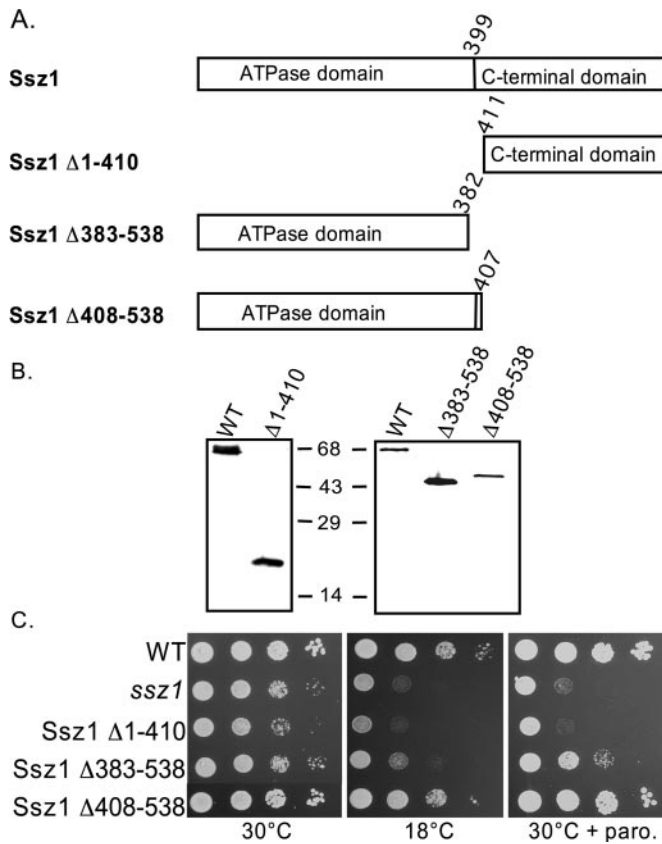 A.
399
Ssz1
ATPase domain
C-terminal domain
411
Ssz1 Δ1-410
C-terminal domain
382
Ssz1 Δ383-538
ATPase domain
407
Ssz1 Δ408-538
ATPase domain
B.
WT
Δ1-410
WT
Δ383-538
Δ408-538
68
43
29
14
C.
WT
ssz1
Ssz1 Δ1-410
Ssz1 Δ383-538
Ssz1 Δ408-538
30°C 18°C 30°C + paro.